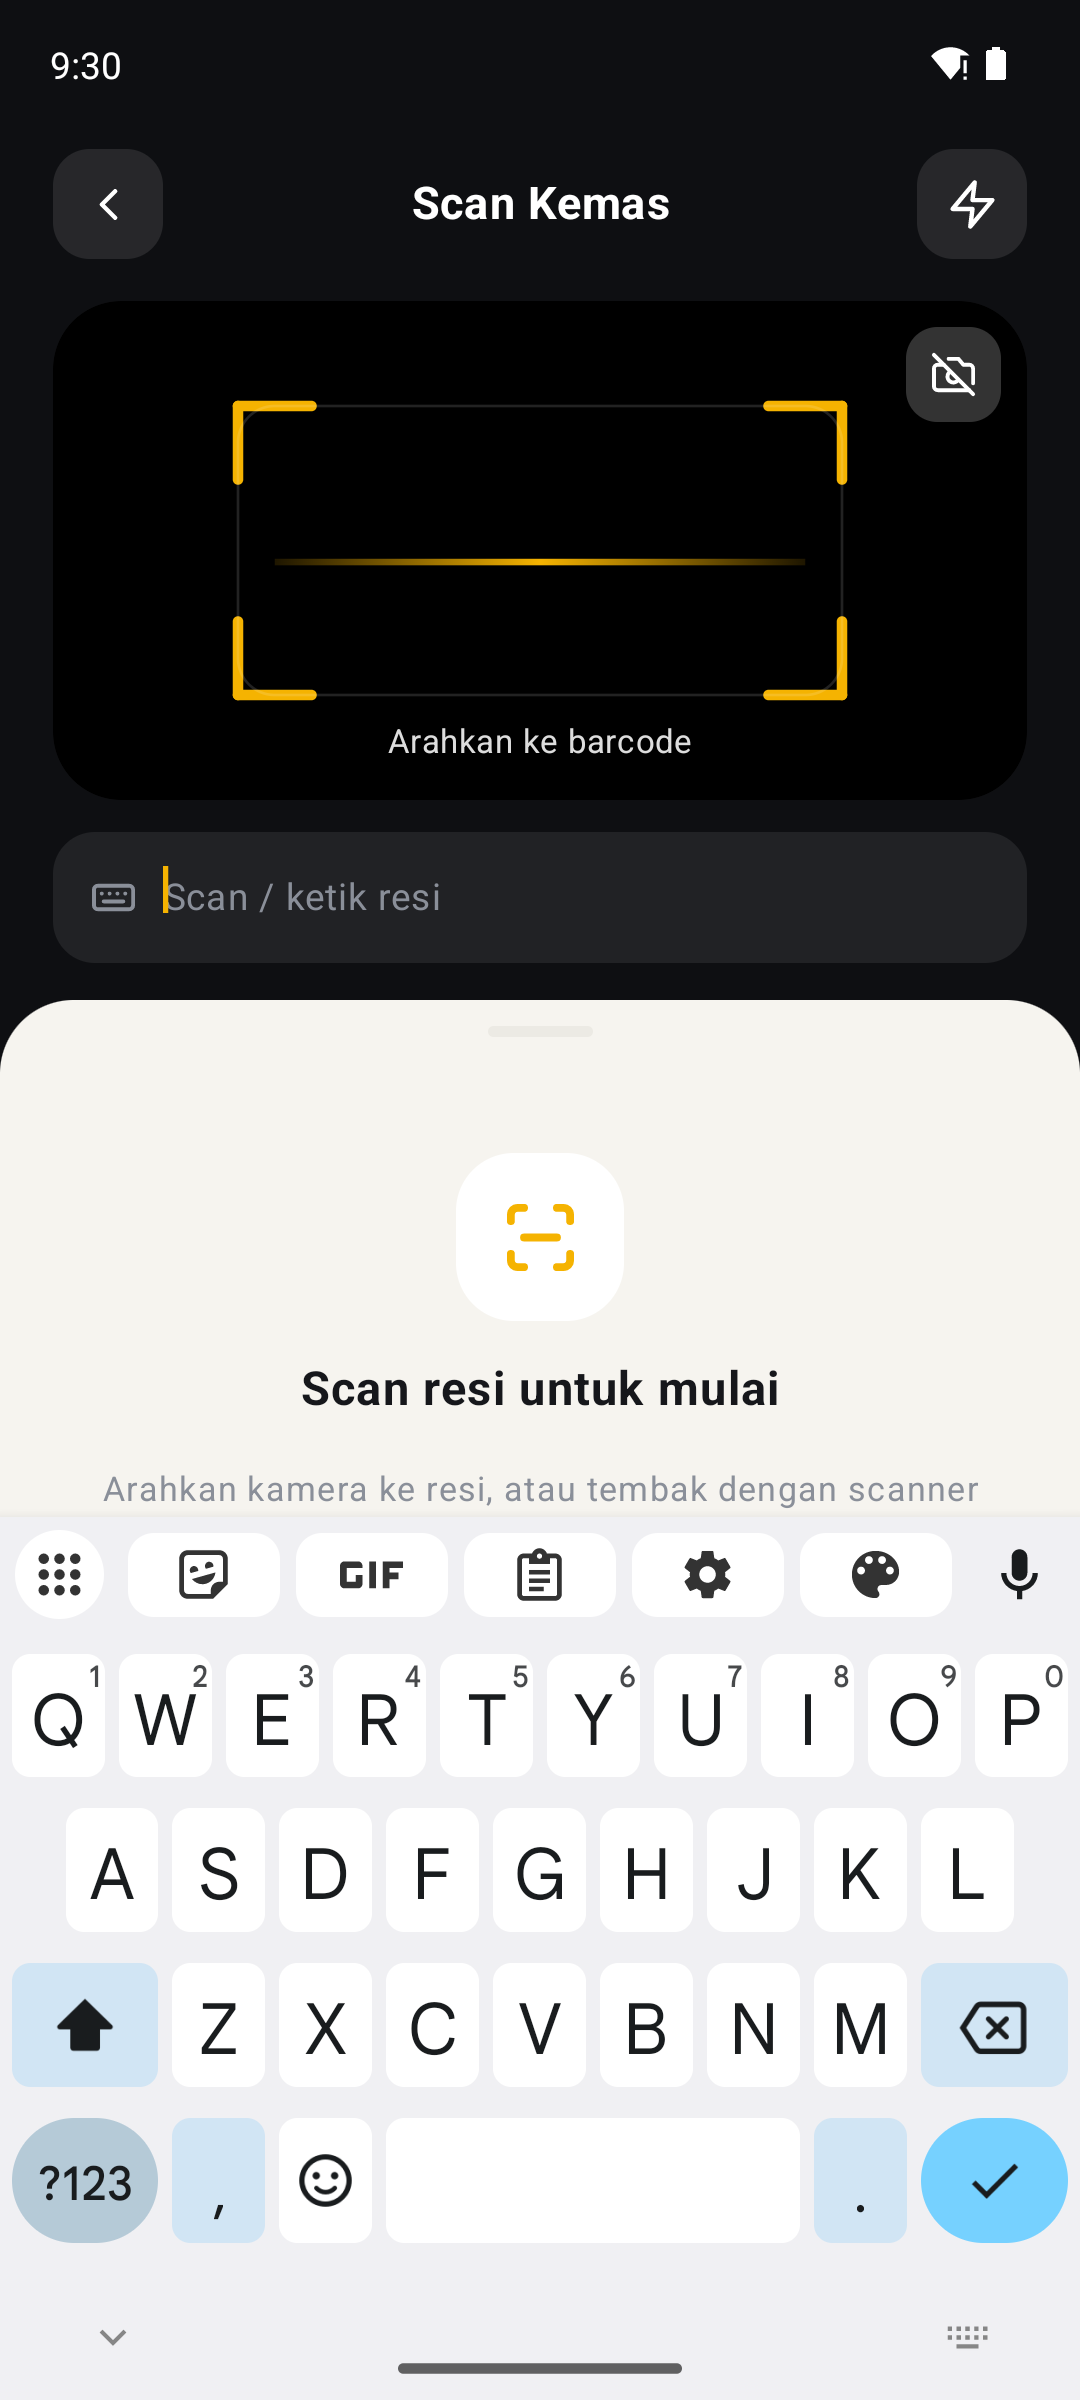 9:30
Scan Kemas
Arahkan ke barcode
Scan / ketik resi
Scan resi untuk mulai
Arahkan kamera ke resi, atau tembak dengan scanner
GIF
Q1 W2 E3 R4 T5 Y6 U7 I8 O9 P0
A S D F G H J K L
Z X C V B N M
?123 , .